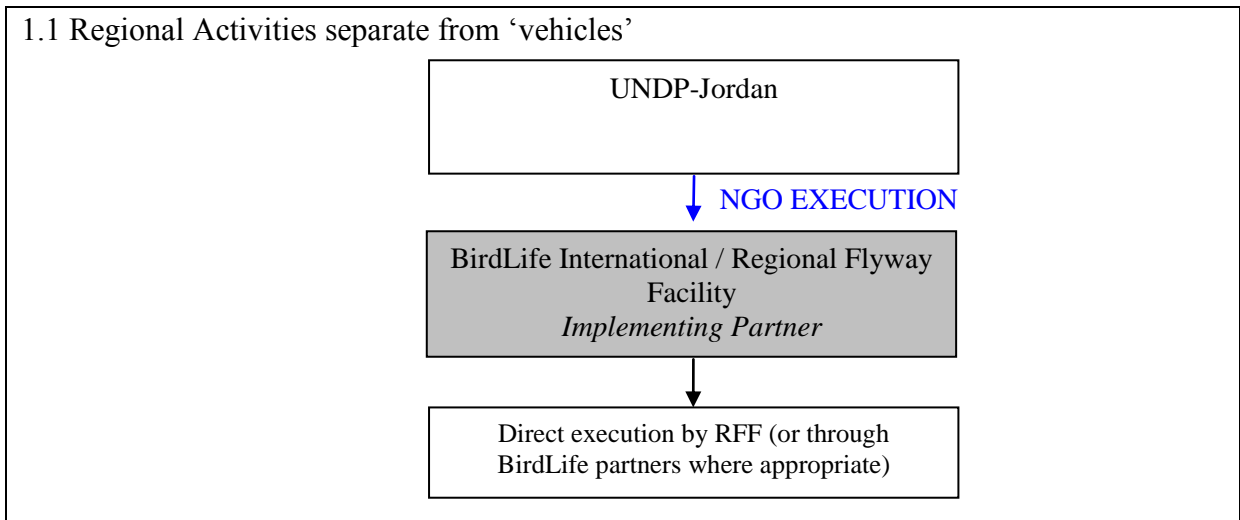 1.1 Regional Activities separate from ‘vehicles’
UNDP-Jordan
NGO EXECUTION
BirdLife International / Regional Flyway
Facility
Implementing Partner
Direct execution by RFF (or through
BirdLife partners where appropriate)